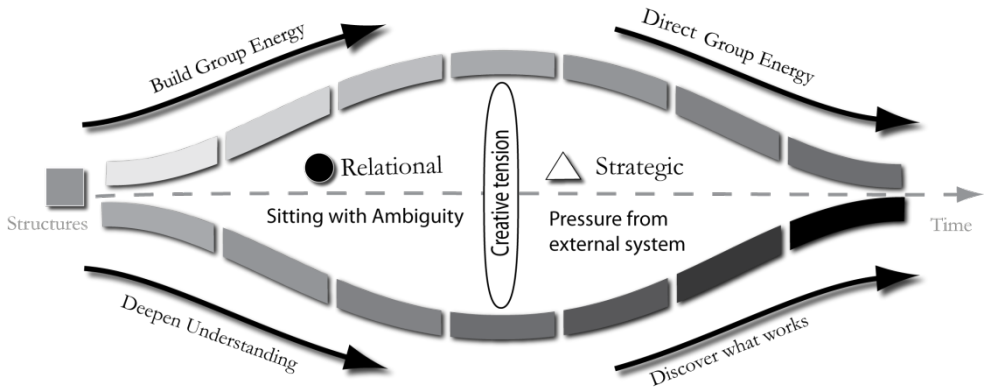 Build Group Energy
Direct Group Energy
Relational
Strategic
Creative tension
Sitting with Ambiguity
Pressure from
external system
Structures
Time
Deepen Understanding
Discover what works